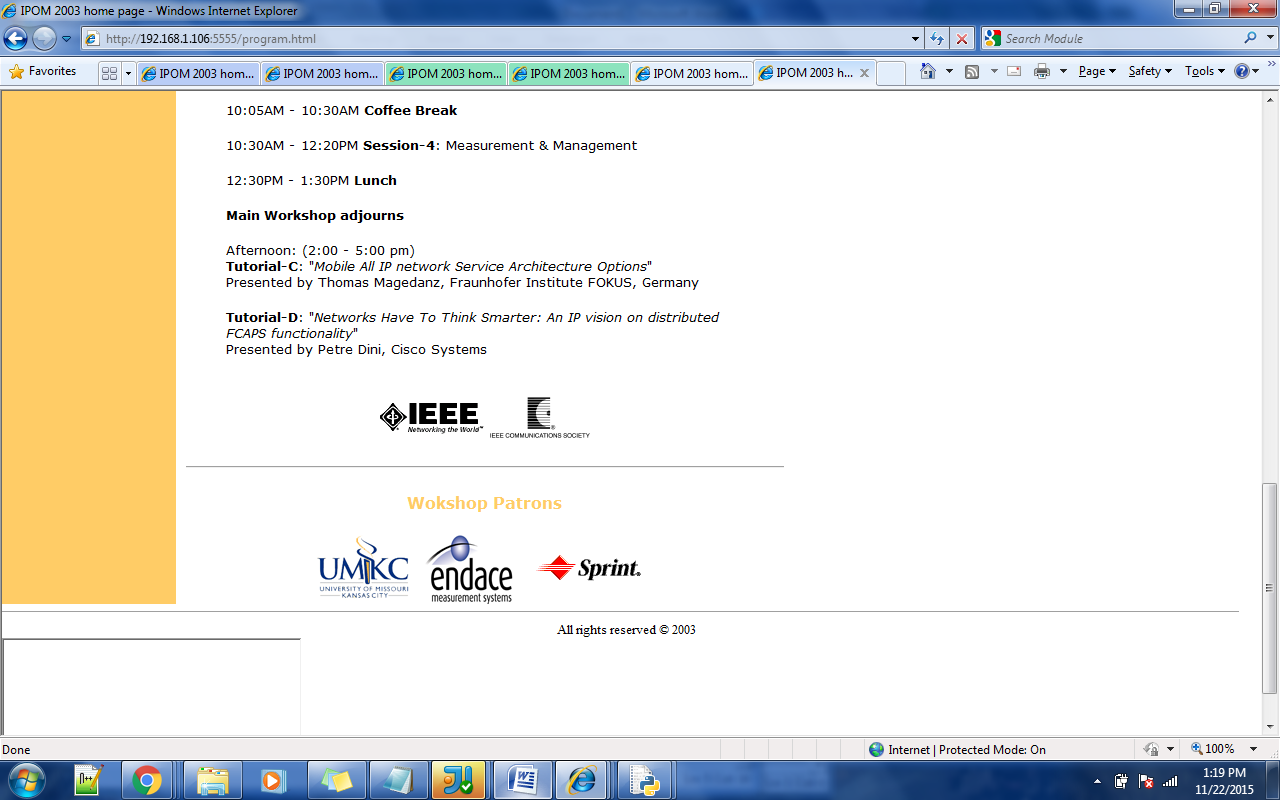 IPOM 2003 home page - Windows Internet Explorer
http://192.168.1.106:5555/program.html
Search Module
Favorites
IPOM 2003 hom...
IPOM 2003 hom...
IPOM 2003 hom...
IPOM 2003 hom...
IPOM 2003 hom...
IPOM 2003 h...
Page
Safety
Tools
10:05AM - 10:30AM Coffee Break
10:30AM - 12:20PM Session-4: Measurement & Management
12:30PM - 1:30PM Lunch
Main Workshop adjourns
Afternoon: (2:00 - 5:00 pm)
Tutorial-C: "Mobile All IP network Service Architecture Options"
Presented by Thomas Magedanz, Fraunhofer Institute FOKUS, Germany
Tutorial-D: "Networks Have To Think Smarter: An IP vision on distributed
FCAPS functionality"
Presented by Petre Dini, Cisco Systems
IEEE
Networking the World™
IEEE COMMUNICATIONS SOCIETY
Wokshop Patrons
UMKC
UNIVERSITY OF MISSOURI
KANSAS CITY
endace
measurement systems
Sprint.
All rights reserved © 2003
Done
Internet | Protected Mode: On
100%
1:19 PM
11/22/2015